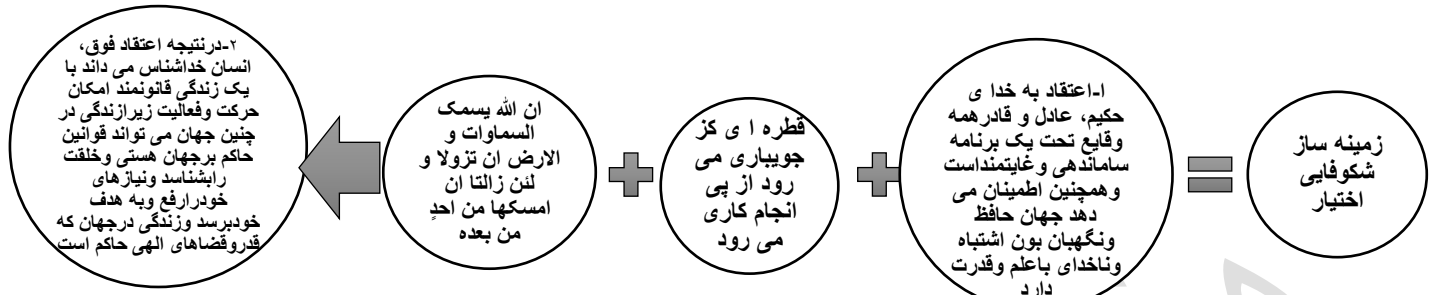 زمینه ساز
شکوفایی
اختیار
۱-اعتقاد به خدا ی
حکیم، عادل و قادرهمه
وقایع تحت یک برنامه
ساماندهی وغایتمنداست
وهمچنین اطمینان می
دهد جهان حافظ
ونگهبان بون اشتباه
وناخدای باعلم وقدرت
دارد
قطره ا ی کز
جویباری می
رود از پی
انجام کاری
می رود
ان الله یسمک
السماوات و
الارض ان تزولا و
لئن زالتا ان
امسکها من احدٍ
من بعده
۲-درنتیجه اعتقاد فوق،
انسان خداشناس می داند با
یک زندگی قانونمند امکان
حرکت وفعالیت زیرازندگی در
چنین جهان می تواند قوانین
حاکم برجهان هستی وخلقت
رابشناسد ونیازهای
خودرارفع وبه هدف
خودبرسد وزندگی درجهان که
قدروقضاهای الهی حاکم است